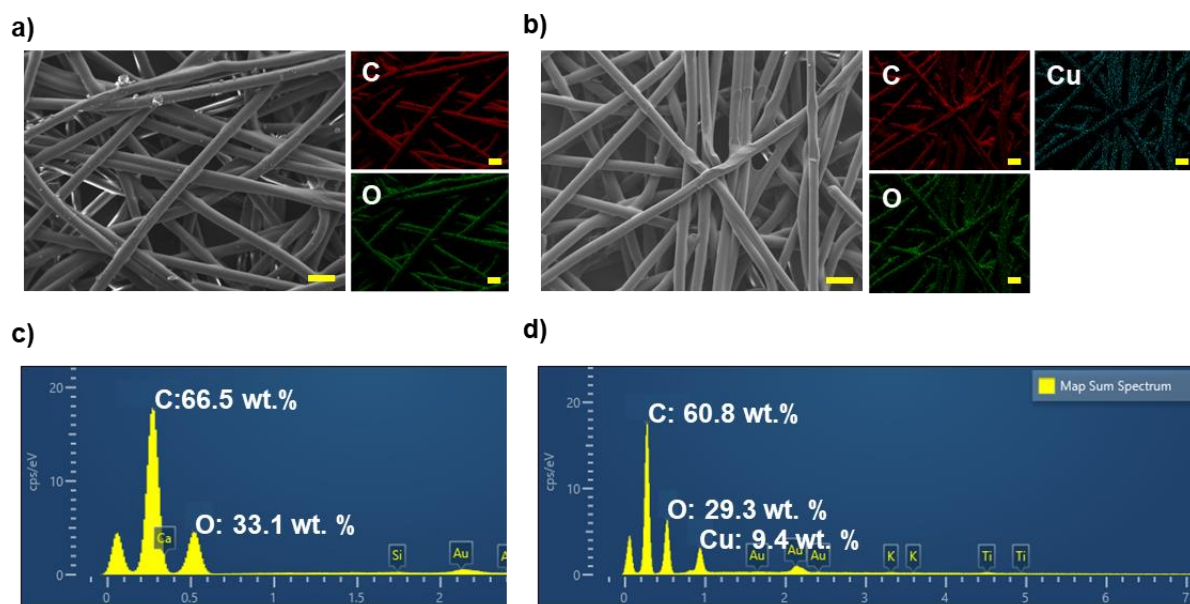 a)
b)
C
O
C
Cu
O
c)
d)
20
10
0
cps/eV
C:66.5 wt.%
O: 33.1 wt. %
Ca
Si
Au
0
0.5
1
1.5
2
20
10
0
cps/eV
Map Sum Spectrum
C: 60.8 wt.%
O: 29.3 wt. %
Cu: 9.4 wt. %
Au
Au
Au
K
K
Ti
Ti
0
1
2
3
4
5
6
7